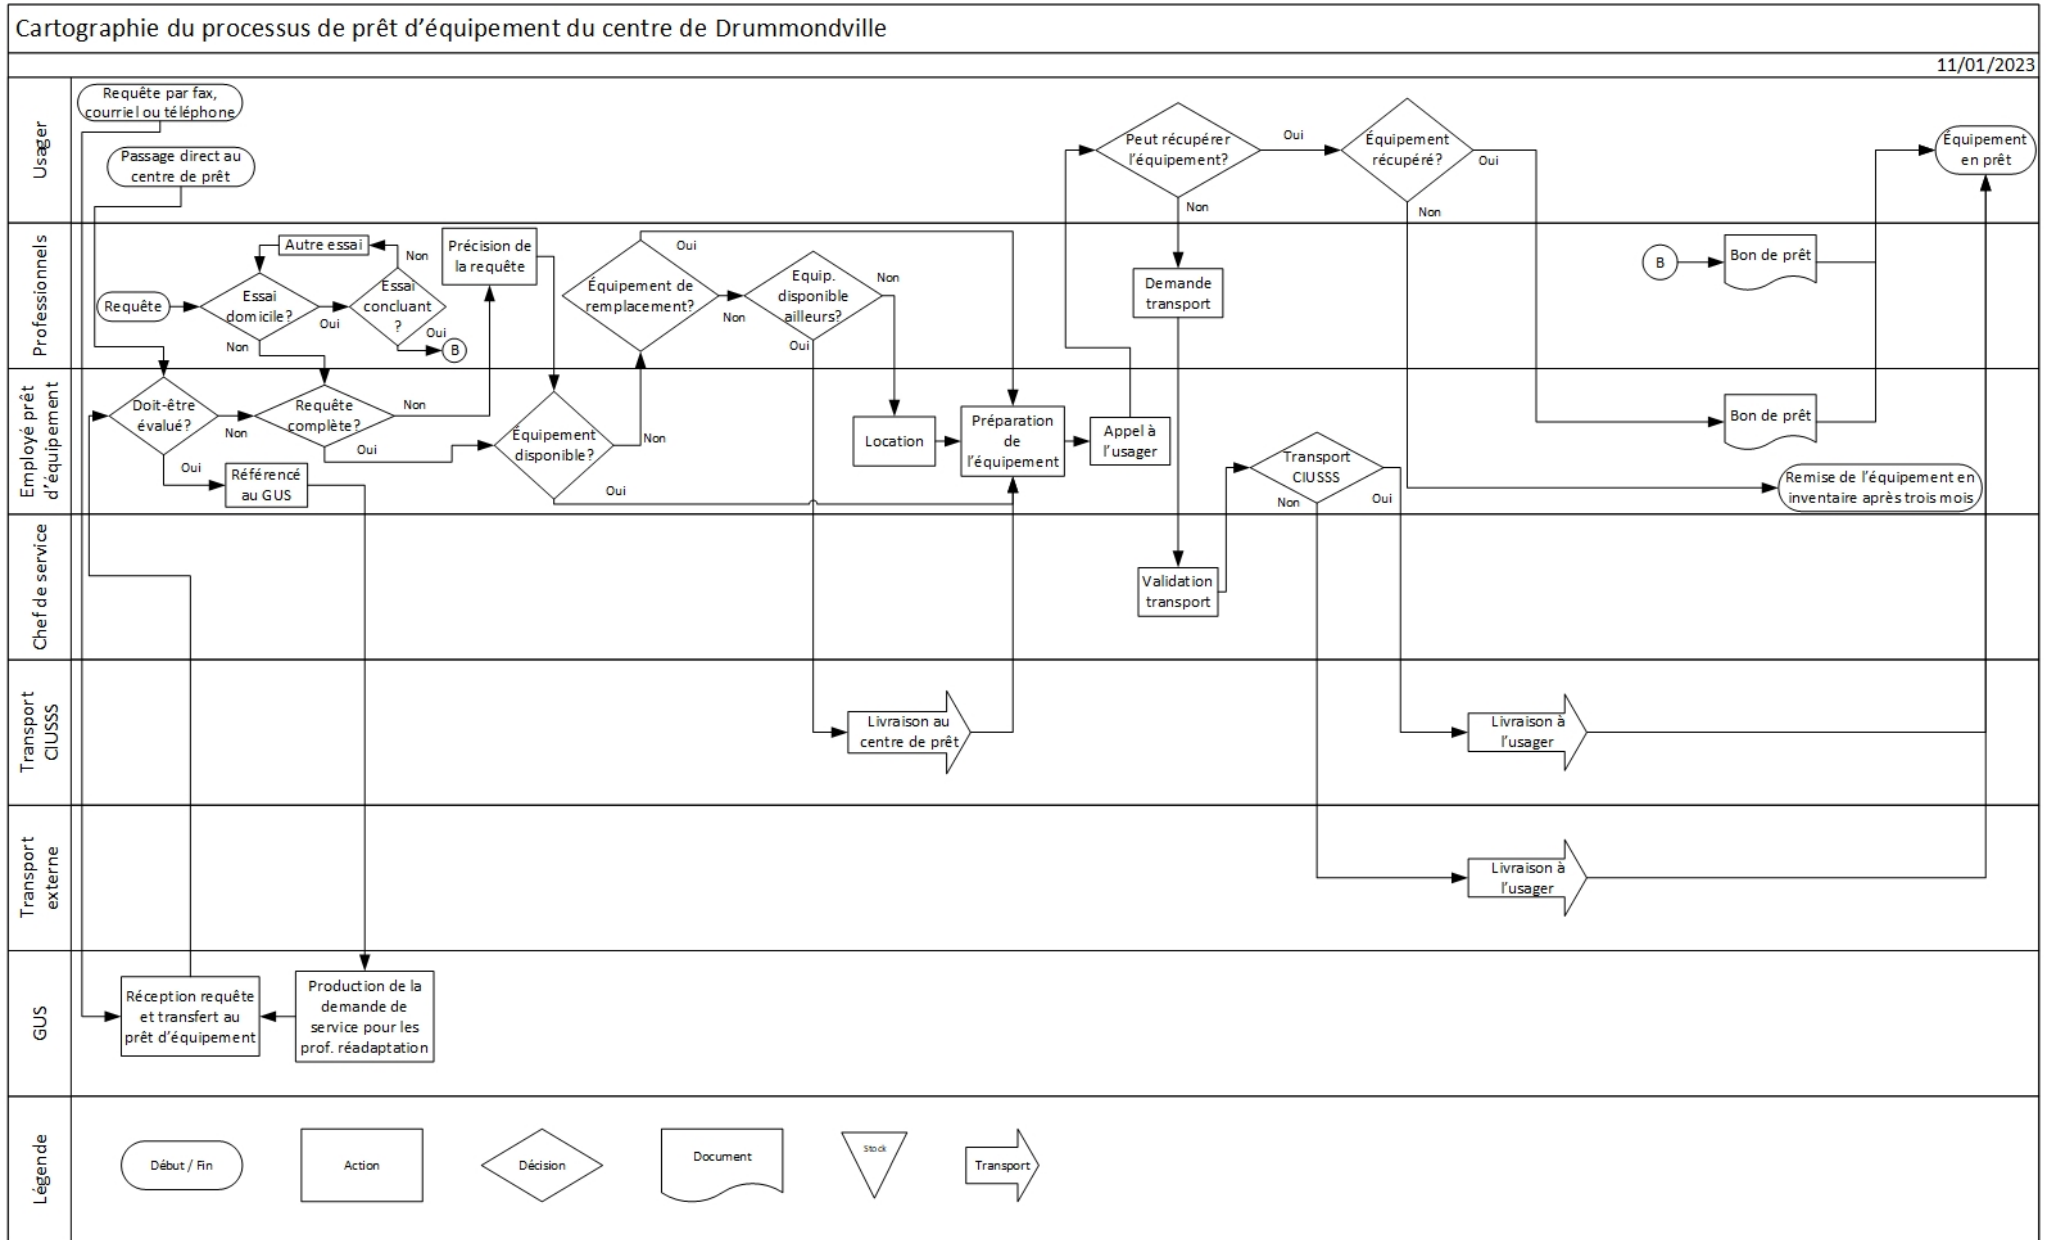 Cartographie du processus de prêt d’équipement du centre de Drummondville
11/01/2023
Usager
Requête par fax,
courriel ou téléphone
Passage direct au
centre de prêt
Peut récupérer
l’équipement?
Oui
Non
Équipement
récupéré?
Oui
Non
Équipement
en prêt
Professionnels
Requête
Autre essai
Essai
domicile?
Oui
Non
Essai
concluant
?
Non
Oui
B
Précision de
la requête
Équipement de
remplacement?
Oui
Non
Equip.
disponible
ailleurs?
Non
Oui
Demande
transport
B
Bon de prêt
Employé prêt
d’équipement
Doit-être
évalué?
Non
Oui
Référencé
au GUS
Requête
complète?
Non
Oui
Équipement
disponible?
Non
Oui
Location
Préparation
de
l’équipement
Appel à
l’usager
Transport
CIUSSS
Non
Oui
Bon de prêt
Remise de l’équipement en
inventaire après trois mois
Chef de service
Validation
transport
Transport
CIUSSS
Livraison au
centre de prêt
Livraison à
l’usager
Transport
externe
Livraison à
l’usager
GUS
Réception requête
et transfert au
prêt d’équipement
Production de la
demande de
service pour les
prof. réadaptation
Légende
Début / Fin
Action
Décision
Document
Stock
Transport